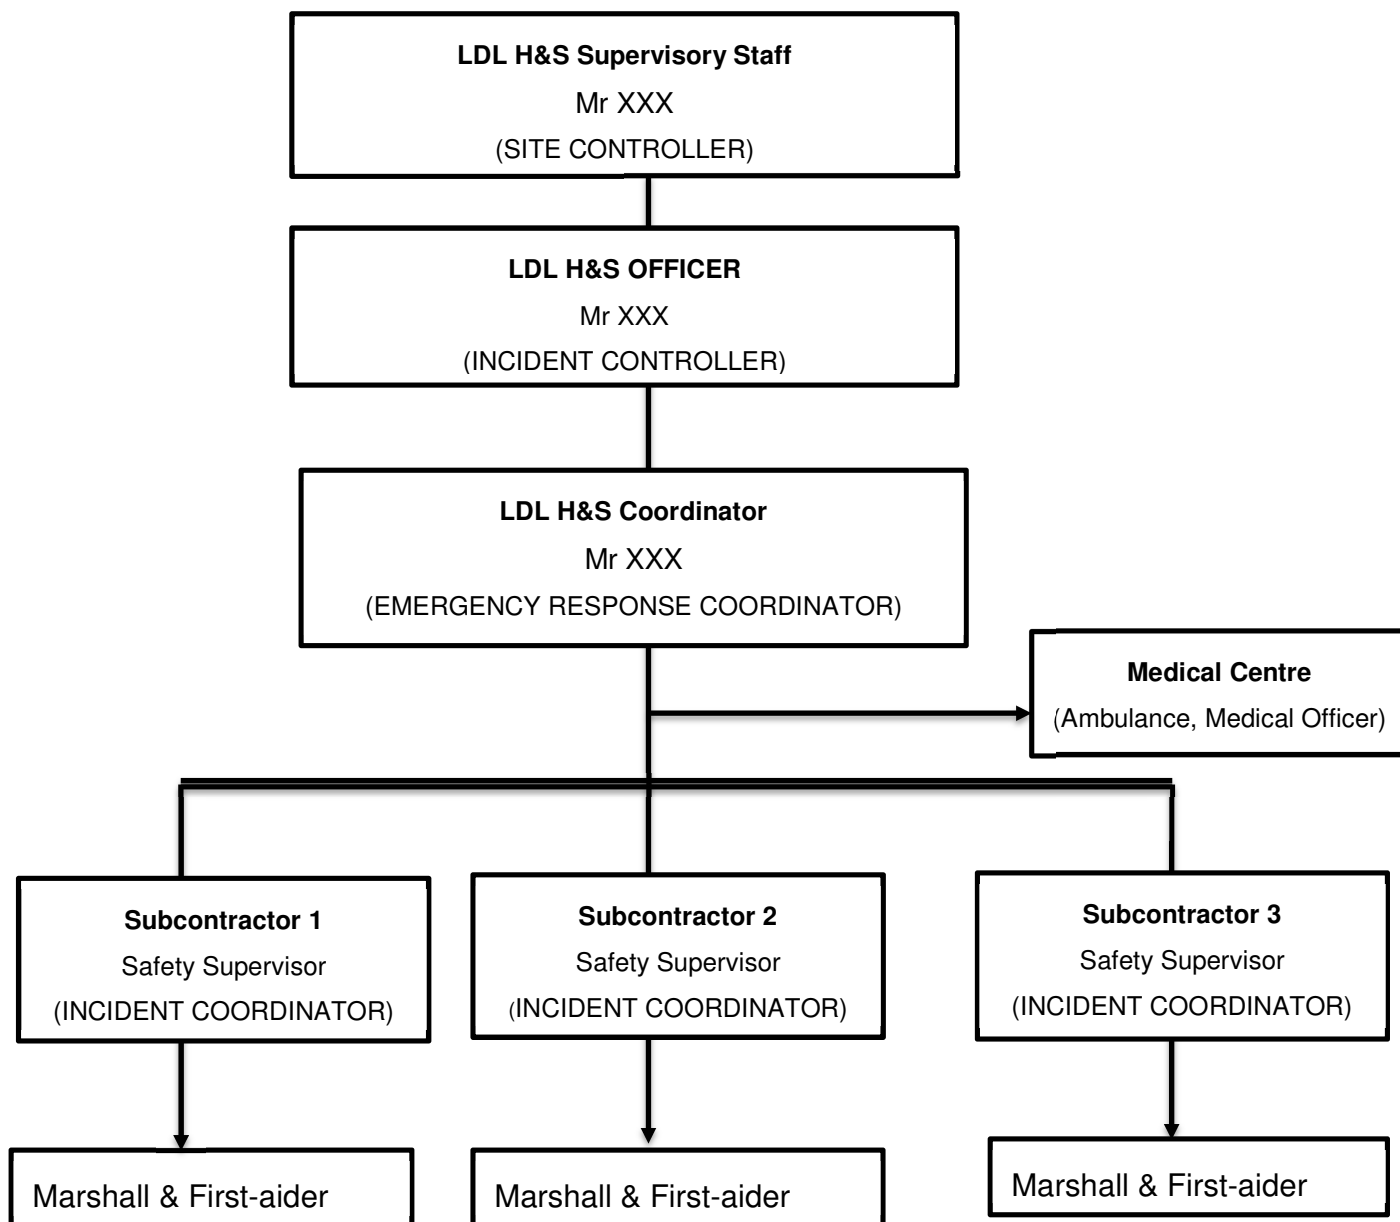 LDL H&S Supervisory Staff
Mr XXX
(SITE CONTROLLER)
LDL H&S OFFICER
Mr XXX
(INCIDENT CONTROLLER)
LDL H&S Coordinator
Mr XXX
(EMERGENCY RESPONSE COORDINATOR)
Medical Centre
(Ambulance, Medical Officer)
Subcontractor 1
Safety Supervisor
(INCIDENT COORDINATOR)
Subcontractor 2
Safety Supervisor
(INCIDENT COORDINATOR)
Subcontractor 3
Safety Supervisor
(INCIDENT COORDINATOR)
Marshall & First-aider
Marshall & First-aider
Marshall & First-aider